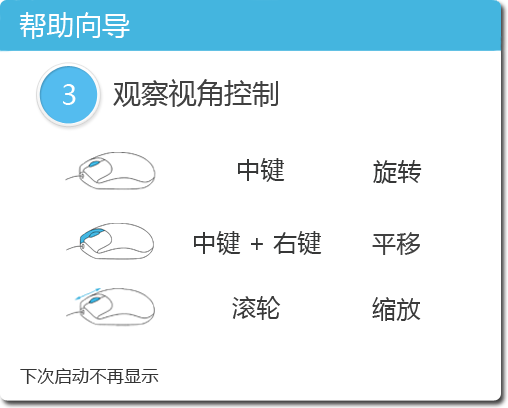 帮助向导
3 观察视角控制
中键 旋转
中键 + 右键 平移
滚轮 缩放
下次启动不再显示